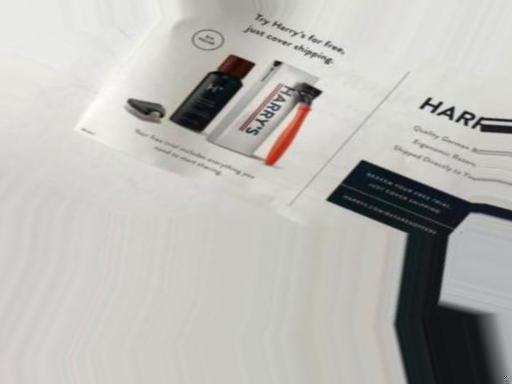 Try Harry's for free,
just cover shipping.
HARRY'S
Your free trial includes everything you
need to start shaving.
Quality German
Ergonomic Razors.
Shipped Directly to You
REDEEM YOUR FREE TRIAL,
JUST COVER SHIPPING